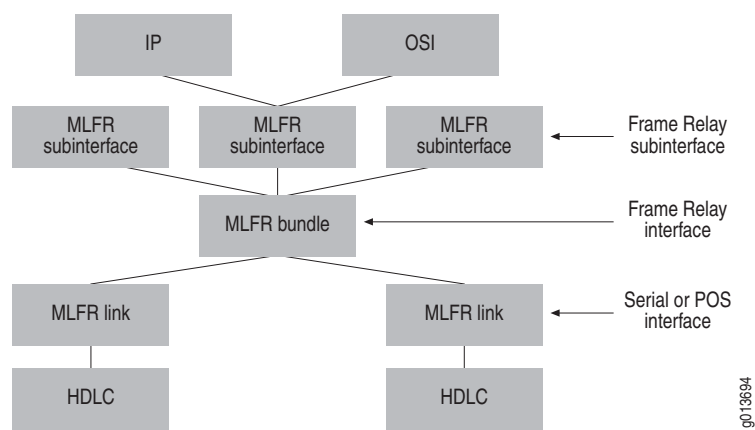 IP
OSI
MLFR
subinterface
MLFR
subinterface
MLFR
subinterface
Frame Relay
subinterface
MLFR bundle
Frame Relay
interface
MLFR link
MLFR link
Serial or POS
interface
HDLC
HDLC
g013694